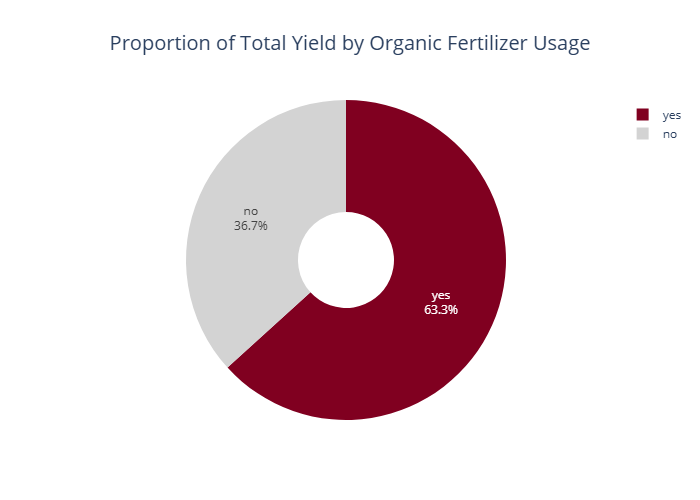 Proportion of Total Yield by Organic Fertilizer Usage
yes
no
no
36.7%
yes
63.3%